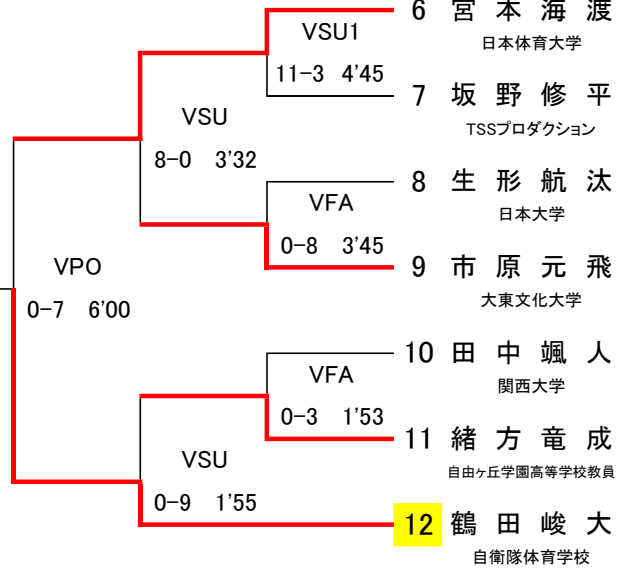 6 宮本海渡
日本体育大学
VSU1
11-3 4'45
7 坂野修平
TSSプロダクション
VSU
8-0 3'32
8 生形航汰
日本大学
VFA
0-8 3'45
9 市原元飛
大東文化大学
VPO
0-7 6'00
10 田中颯人
関西大学
VFA
0-3 1'53
11 緒方竜成
自由ヶ丘学園高等学校教員
VSU
0-9 1'55
12 鶴田峻大
自衛隊体育学校